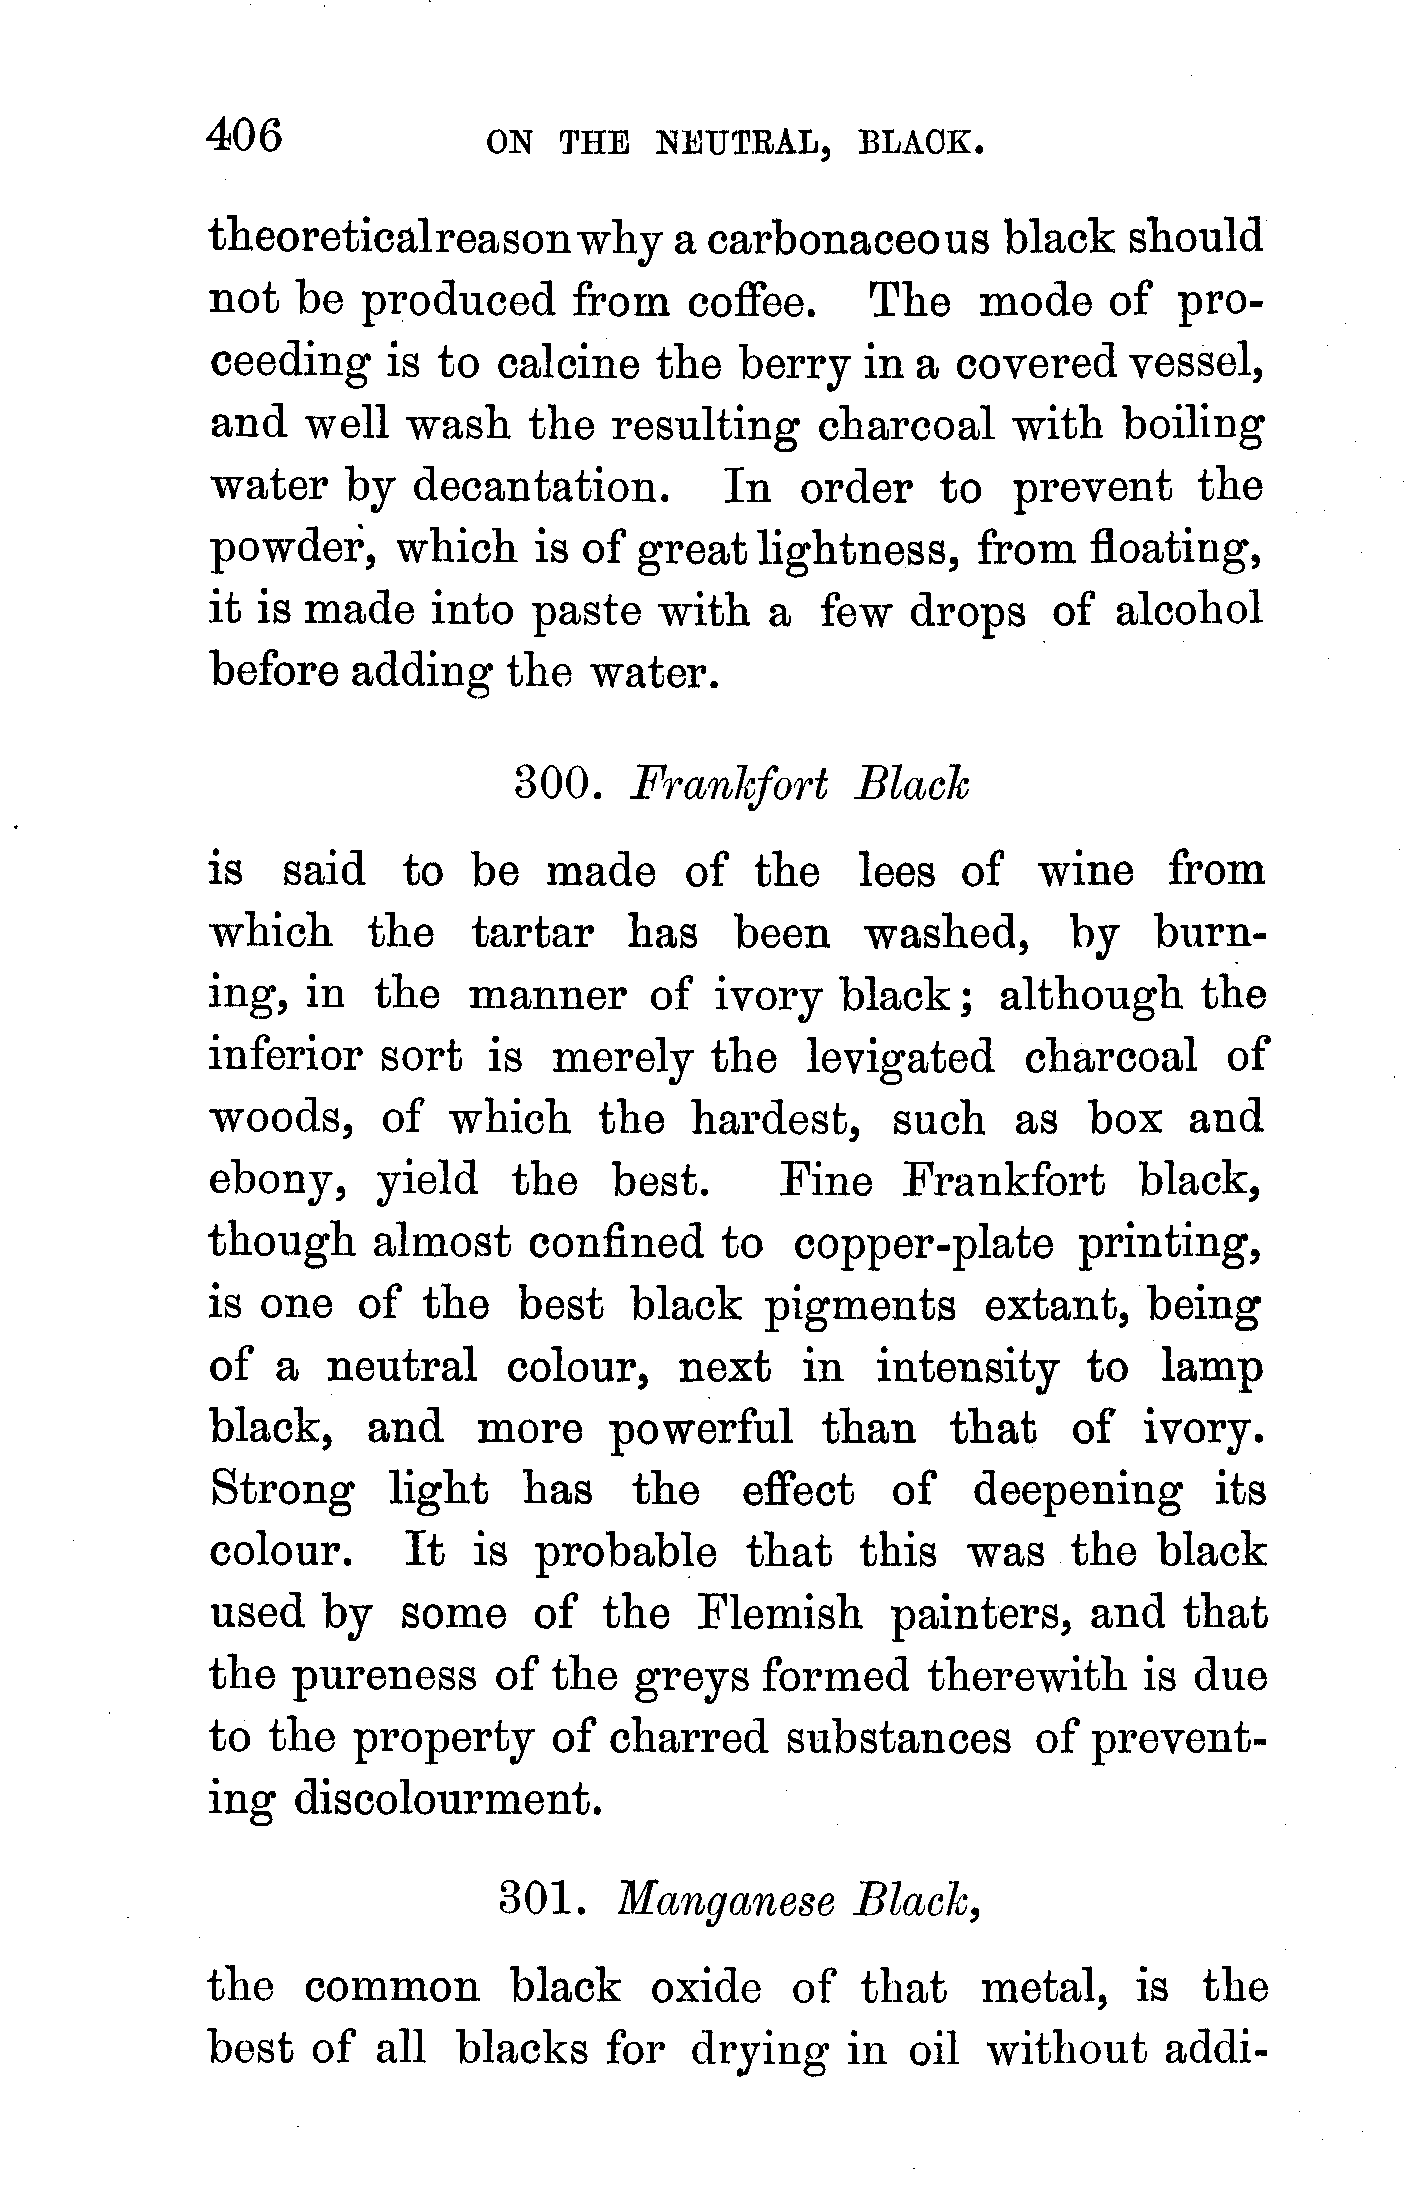 406 ON THE NEUTRAL, BLACK.
theoretical reason why a carbonaceous black should
not be produced from coffee. The mode of pro-
ceeding is to calcine the berry in a covered vessel,
and well wash the resulting charcoal with boiling
water by decantation. In order to prevent the
powder, which is of great lightness, from floating,
it is made into paste with a few drops of alcohol
before adding the water.
300. Frankfort Black
is said to be made of the lees of wine from
which the tartar has been washed, by burn-
ing, in the manner of ivory black; although the
inferior sort is merely the levigated charcoal of
woods, of which the hardest, such as box and
ebony, yield the best. Fine Frankfort black,
though almost confined to copper-plate printing,
is one of the best black pigments extant, being
of a neutral colour, next in intensity to lamp
black, and more powerful than that of ivory.
Strong light has the effect of deepening its
colour. It is probable that this was the black
used by some of the Flemish painters, and that
the pureness of the greys formed therewith is due
to the property of charred substances of prevent-
ing discolourment.
301. Manganese Black,
the common black oxide of that metal, is the
best of all blacks for drying in oil without addi-